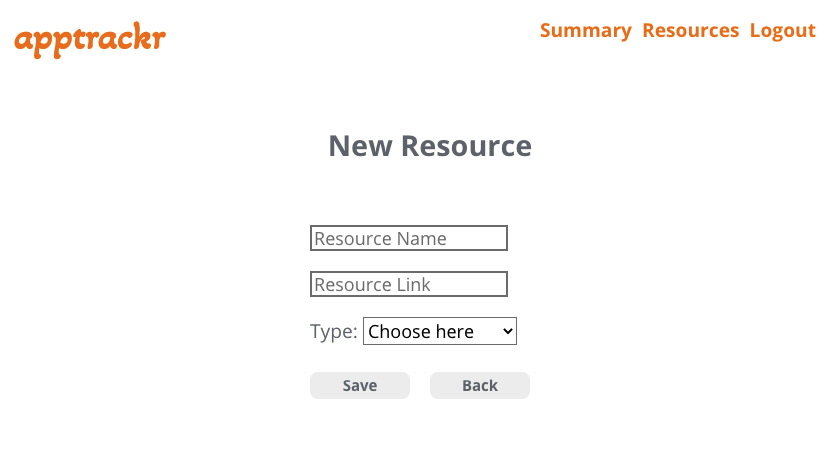 apptrackr
Summary Resources Logout
New Resource
Resource Name
Resource Link
Type: Choose here
Save Back